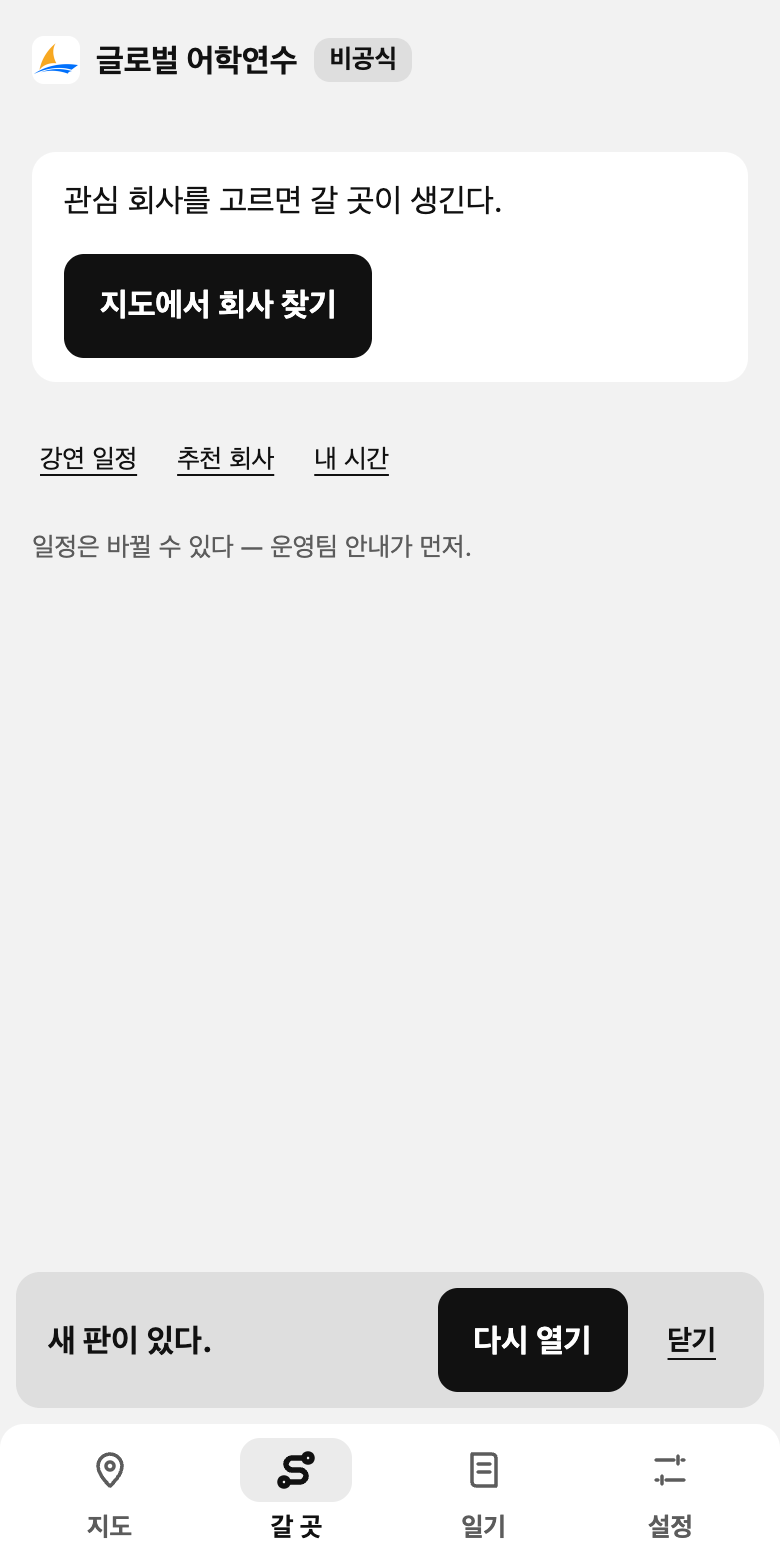 글로벌 어학연수 비공식
관심 회사를 고르면 갈 곳이 생긴다.
지도에서 회사 찾기
강연 일정 추천 회사 내 시간
일정은 바뀔 수 있다 — 운영팀 안내가 먼저.
새 판이 있다. 다시 열기 닫기
지도 갈 곳 일기 설정